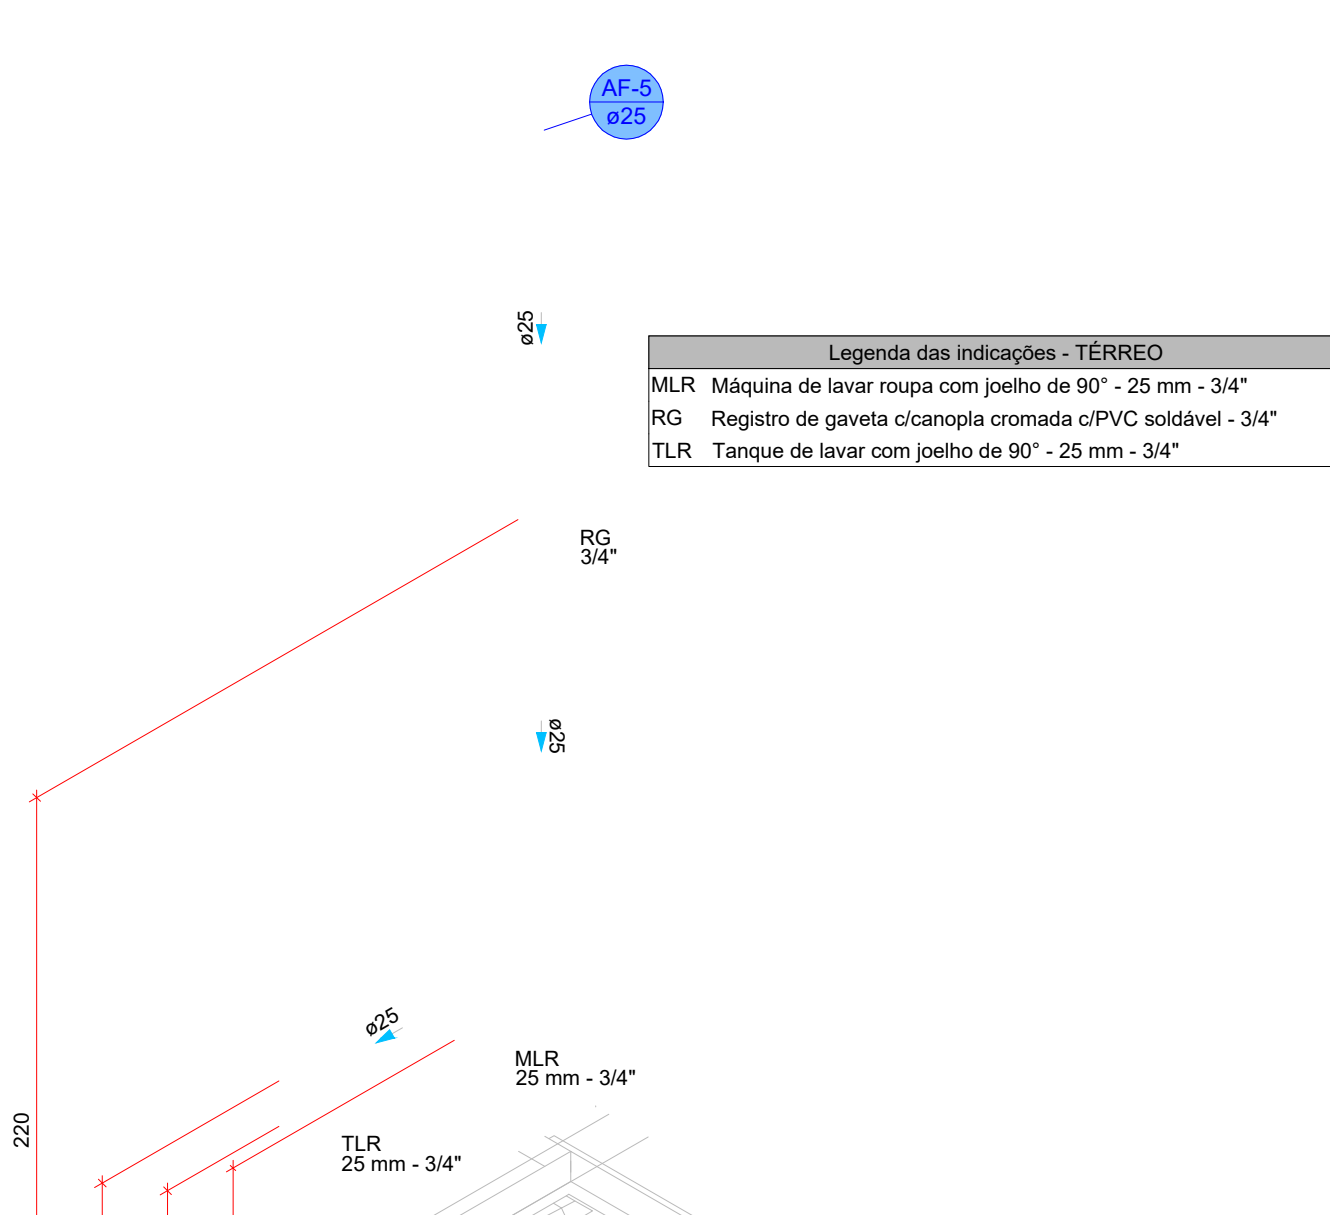 AF-5
ø25
ø25
Legenda das indicações - TÉRREO
MLR Máquina de lavar roupa com joelho de 90° - 25 mm - 3/4"
RG Registro de gaveta c/canopla cromada c/PVC soldável - 3/4"
TLR Tanque de lavar com joelho de 90° - 25 mm - 3/4"
RG
3/4"
ø25
ø25
MLR
25 mm - 3/4"
220
TLR
25 mm - 3/4"